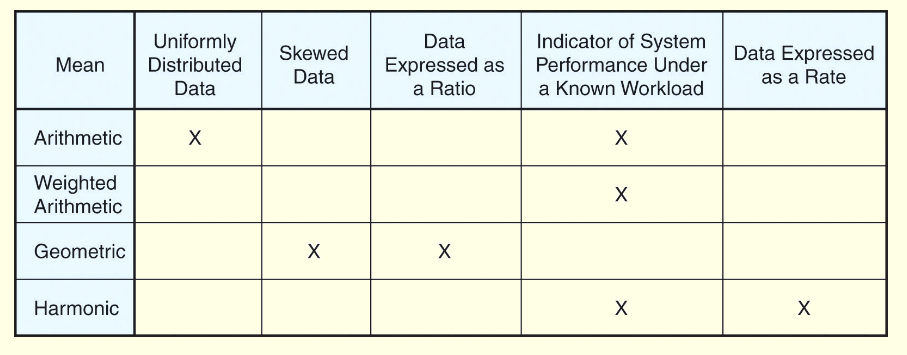 Mean
Uniformly
Distributed
Data
Skewed
Data
Data
Expressed as
a Ratio
Indicator of System
Performance Under
a Known Workload
Data Expressed
as a Rate
Arithmetic X X
Weighted
Arithmetic
X
Geometric X X
Harmonic X X